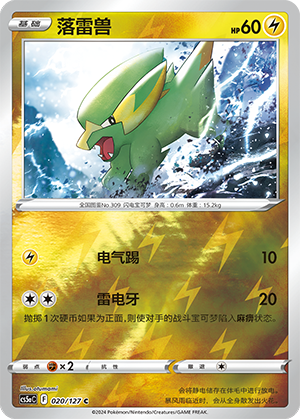 基础
落雷兽
HP60
全国图鉴No.309 闪电宝可梦 身高：0.6m 体重：15.2kg
电气踢 10
雷电牙 20
抛掷1次硬币如果为正面，则使对手的战斗宝可梦陷入麻痹状态。
弱点 ×2 抵抗力 撤退
Illus. otumami
cs5aC F 020/127 C
会将静电储存在体毛中进行放电。
暴风雨临近时，会从全身散发出火花。
©2024 Pokémon/Nintendo/Creatures/GAME FREAK.